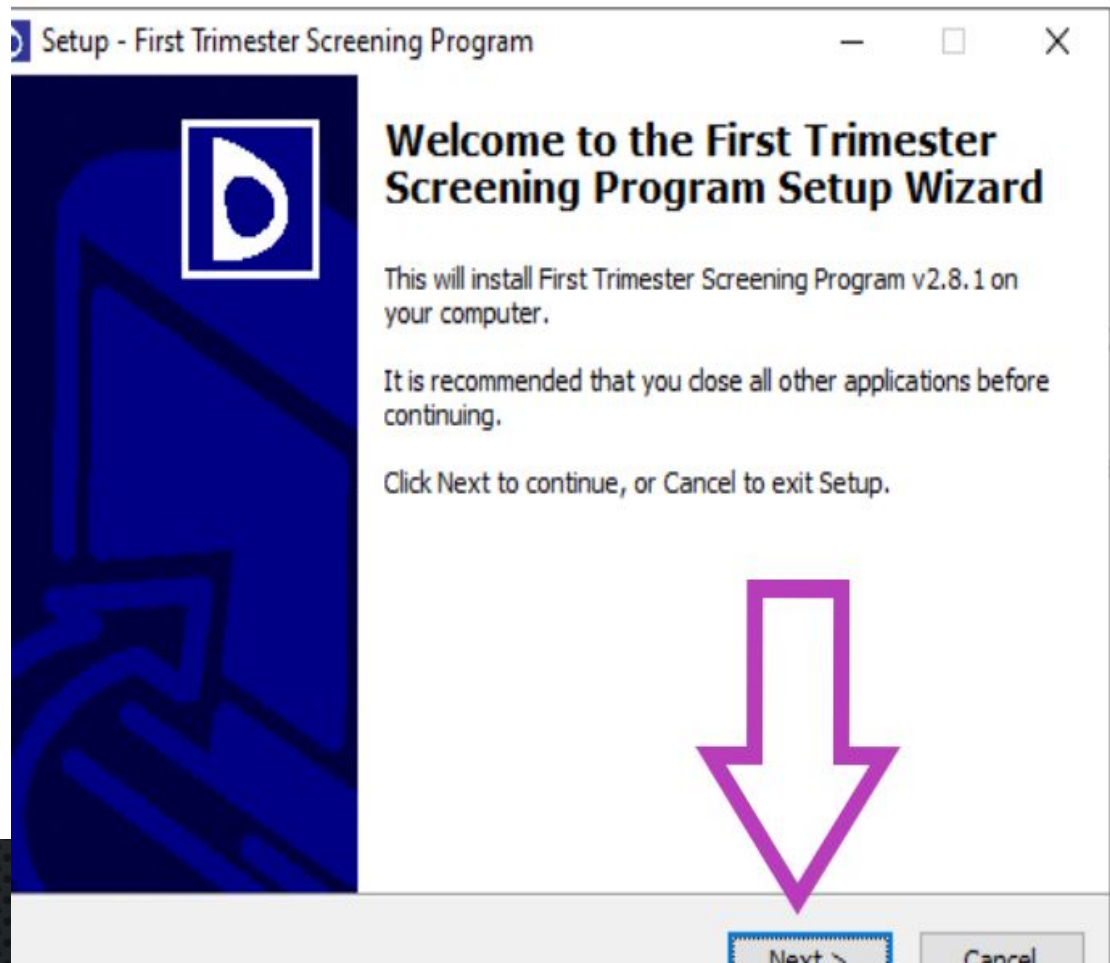 Setup - First Trimester Screening Program
Welcome to the First Trimester
Screening Program Setup Wizard
This will install First Trimester Screening Program v2.8.1 on
your computer.
It is recommended that you close all other applications before
continuing.
Click Next to continue, or Cancel to exit Setup.
Next >
Cancel